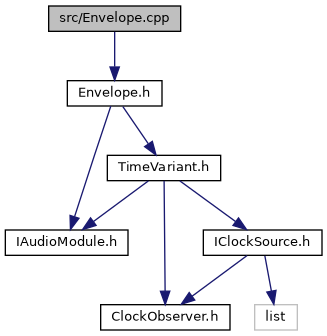 src/Envelope.cpp
Envelope.h
TimeVariant.h
IAudioModule.h
IClockSource.h
ClockObserver.h
list